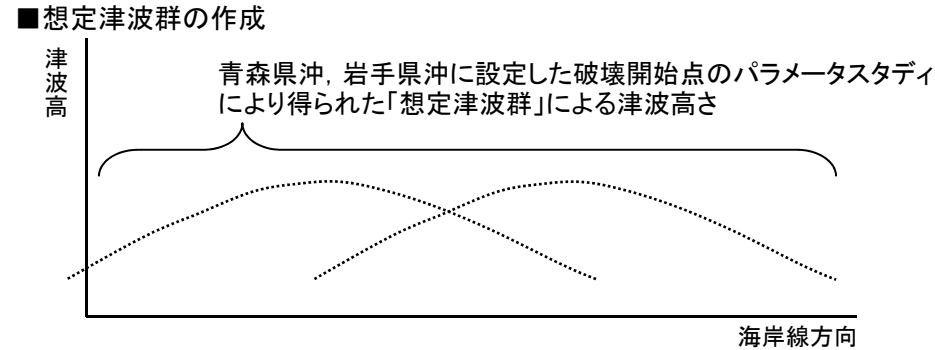 ■想定津波群の作成
津波高
青森県沖，岩手県沖に設定した破壊開始点のパラメータスタディ
により得られた「想定津波群」による津波高さ
海岸線方向